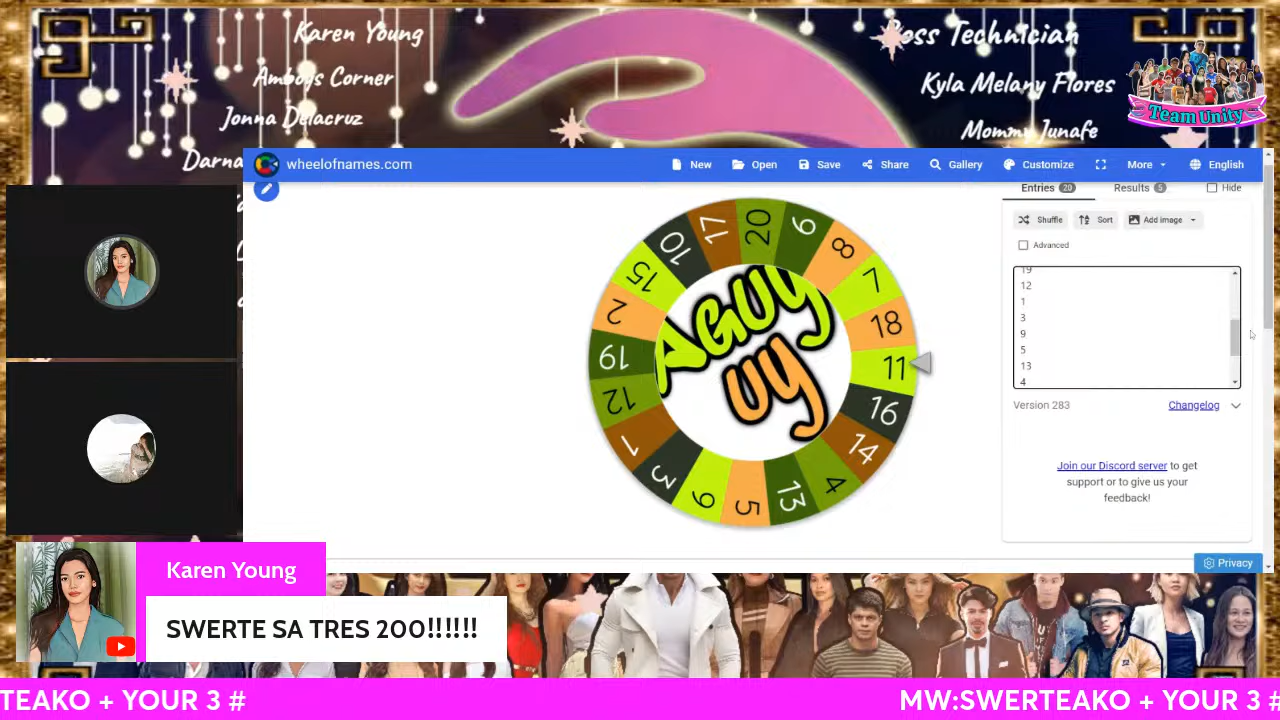 Karen Young
Amboys Corner
Jonna Delacruz
Darna
Boss Technician
Kyla Melany Flores
Mommy Junafe
Team Unity
wheelofnames.com
New
Open
Save
Share
Gallery
Customize
More
English
Entries 20
Results 5
Hide
Shuffle
Sort
Add image
Advanced
19
12
1
3
9
5
13
4
Version 283
Changelog
Join our Discord server to get
support or to give us your
feedback!
Privacy
AGUY
UY
20
6
8
7
18
11
16
14
4
13
5
9
3
1
12
19
2
15
10
17
Karen Young
SWERTE SA TRES 200!!!!!!
TEAKO + YOUR 3 #
MW:SWERTEAKO + YOUR 3 #